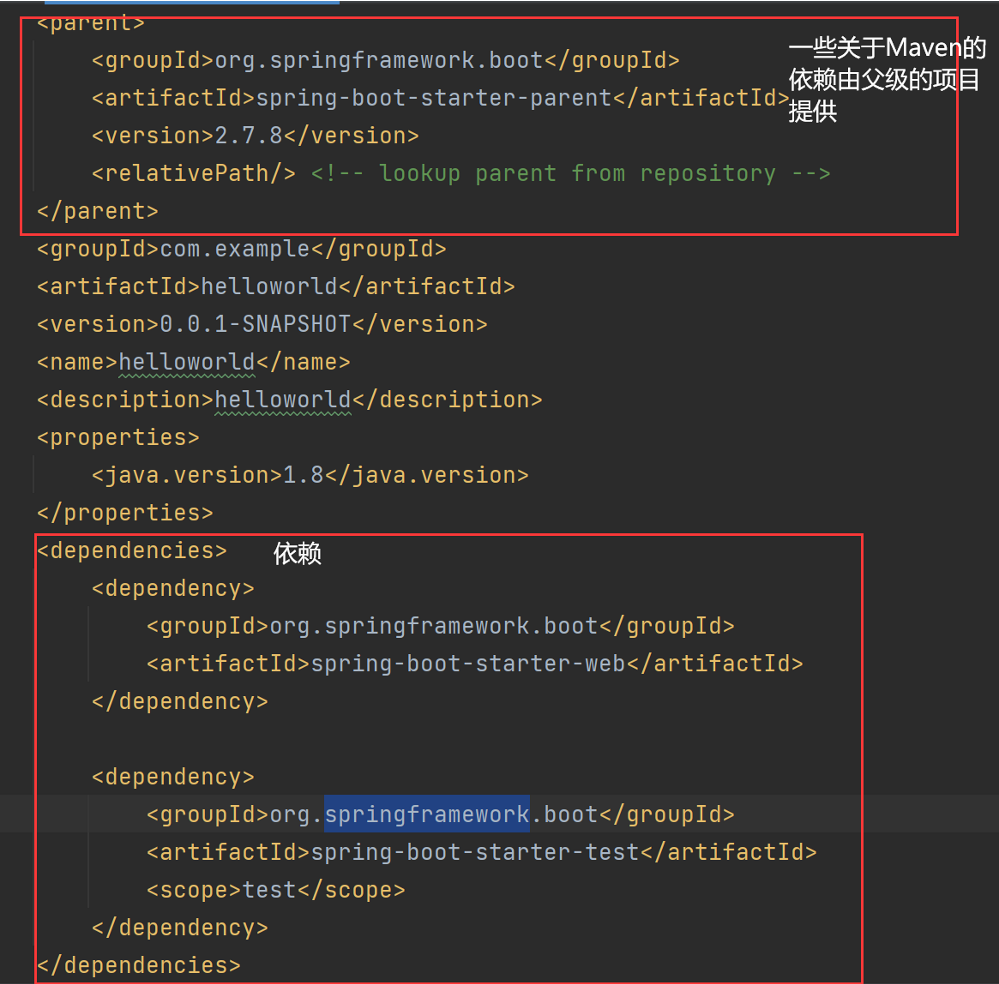 <parent>
<groupId>org.springframework.boot</groupId>
<artifactId>spring-boot-starter-parent</artifactId>
<version>2.7.8</version>
<relativePath/> <!-- lookup parent from repository -->
</parent>
一些关于Maven的
依赖由父级的项目
提供
<groupId>com.example</groupId>
<artifactId>helloworld</artifactId>
<version>0.0.1-SNAPSHOT</version>
<name>helloworld</name>
<description>helloworld</description>
<properties>
<java.version>1.8</java.version>
</properties>
<dependencies> 依赖
<dependency>
<groupId>org.springframework.boot</groupId>
<artifactId>spring-boot-starter-web</artifactId>
</dependency>
<dependency>
<groupId>org.springframework.boot</groupId>
<artifactId>spring-boot-starter-test</artifactId>
<scope>test</scope>
</dependency>
</dependencies>